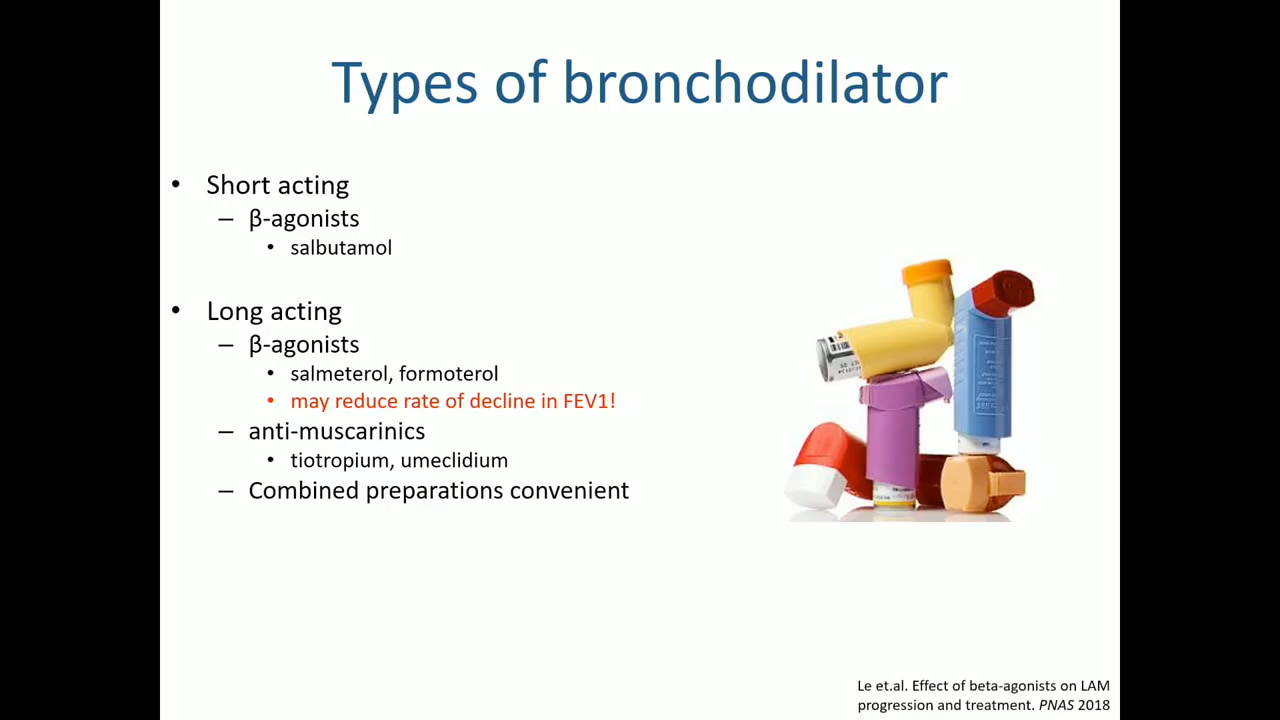 Types of bronchodilator
• Short acting
– β-agonists
• salbutamol
• Long acting
– β-agonists
• salmeterol, formoterol
• may reduce rate of decline in FEV1!
– anti-muscarinics
• tiotropium, umeclidium
– Combined preparations convenient
Le et.al. Effect of beta-agonists on LAM
progression and treatment. PNAS 2018